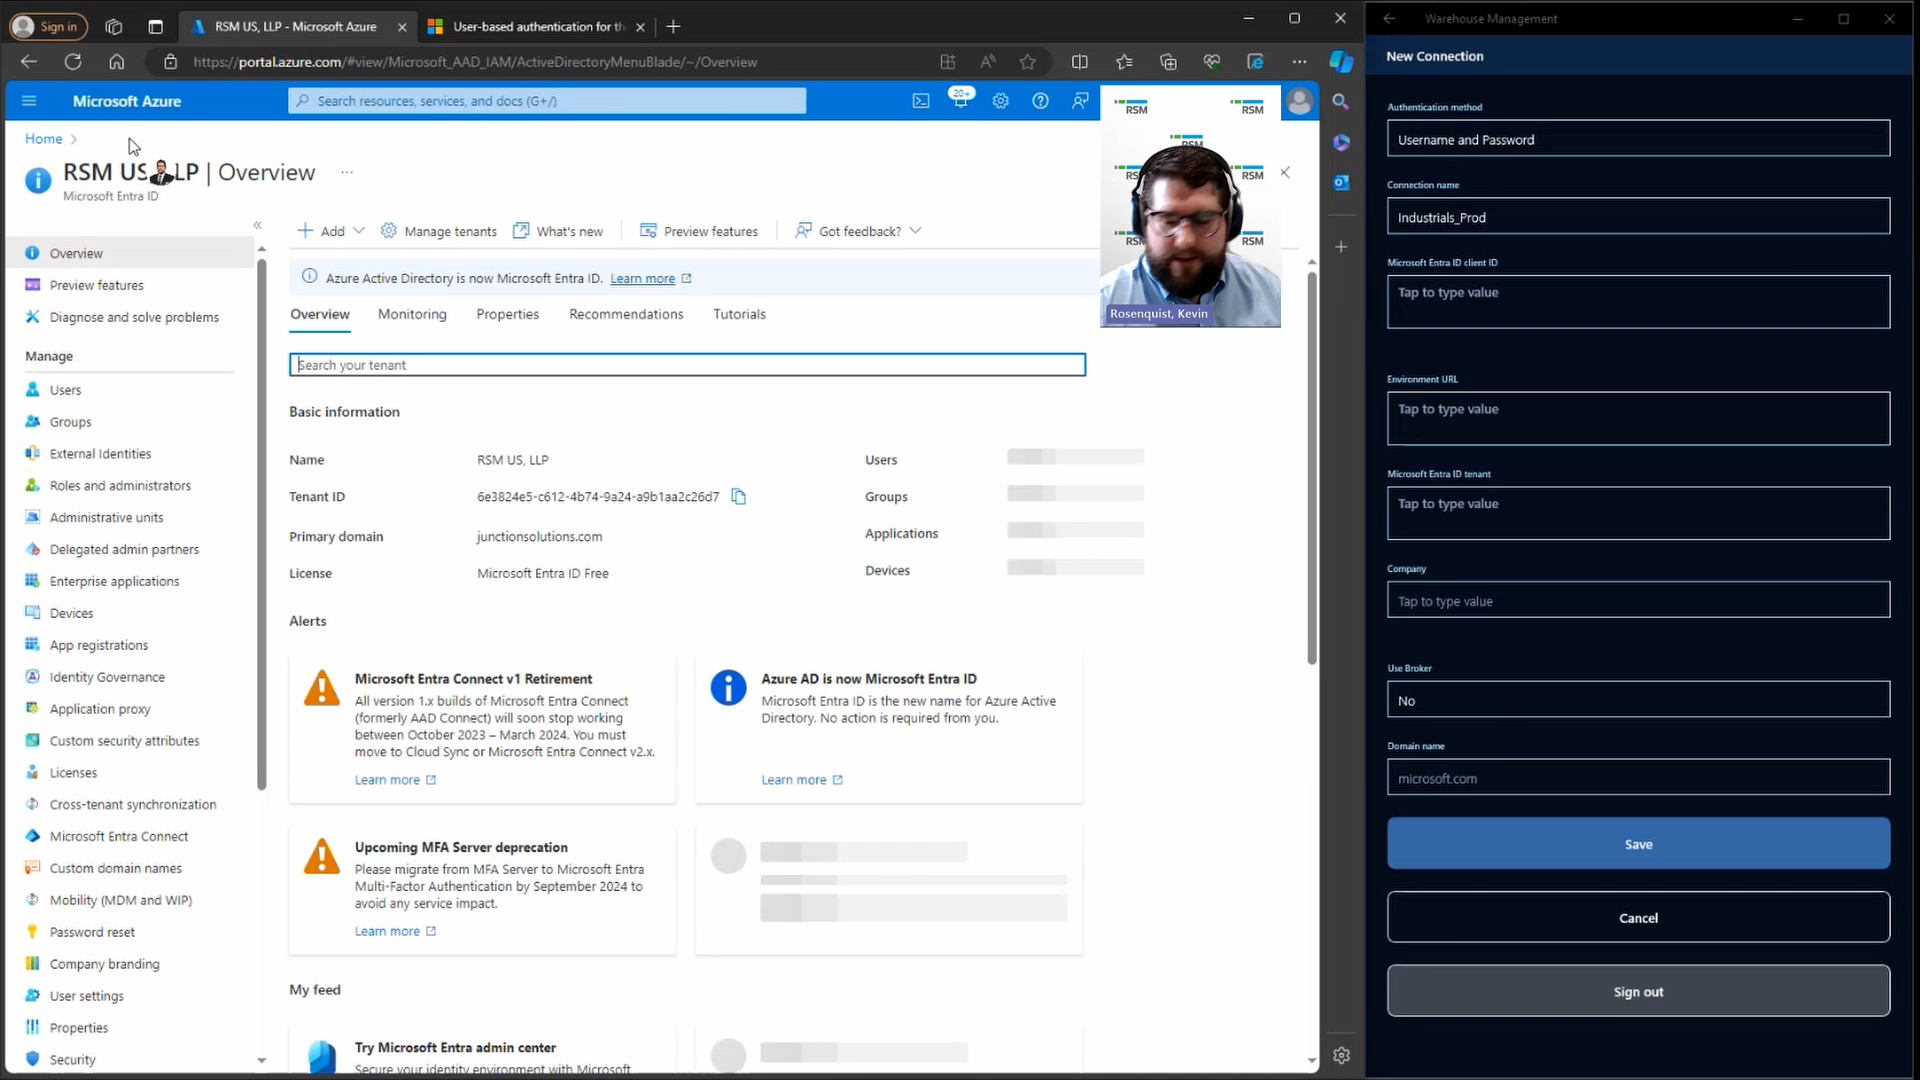 Sign in
RSM US, LLP - Microsoft Azure
User-based authentication for th
https://portal.azure.com/#view/Microsoft_AAD_IAM/ActiveDirectoryMenuBlade/~/Overview
Microsoft Azure
Search resources, services, and docs (G+/)
20+
Home
RSM US, LP | Overview
Microsoft Entra ID
Overview
Preview features
Diagnose and solve problems
Manage
Users
Groups
External Identities
Roles and administrators
Administrative units
Delegated admin partners
Enterprise applications
Devices
App registrations
Identity Governance
Application proxy
Custom security attributes
Licenses
Cross-tenant synchronization
Microsoft Entra Connect
Custom domain names
Mobility (MDM and WIP)
Password reset
Company branding
User settings
Properties
Security
Add
Manage tenants
What's new
Preview features
Got feedback?
Azure Active Directory is now Microsoft Entra ID. Learn more
Overview
Monitoring
Properties
Recommendations
Tutorials
Search your tenant
Basic information
Name
RSM US, LLP
Users
Tenant ID
6e3824e5-c612-4b74-9a24-a9b1aa2c26d7
Groups
Primary domain
junctionsolutions.com
Applications
License
Microsoft Entra ID Free
Devices
Alerts
Microsoft Entra Connect v1 Retirement
All version 1.x builds of Microsoft Entra Connect
(formerly AAD Connect) will soon stop working
between October 2023 – March 2024. You must
move to Cloud Sync or Microsoft Entra Connect v2.x.
Learn more
Azure AD is now Microsoft Entra ID
Microsoft Entra ID is the new name for Azure Active
Directory. No action is required from you.
Learn more
Upcoming MFA Server deprecation
Please migrate from MFA Server to Microsoft Entra
Multi-Factor Authentication by September 2024 to
avoid any service impact.
Learn more
My feed
Try Microsoft Entra admin center
Secure your identity environment with Microsoft
RSM
RSM
RSM
RSM
RSM
RSM
RSM
Rosenquist, Kevin
Warehouse Management
New Connection
Authentication method
Username and Password
Connection name
Industrials_Prod
Microsoft Entra ID client ID
Tap to type value
Environment URL
Tap to type value
Microsoft Entra ID tenant
Tap to type value
Company
Tap to type value
Use Broker
No
Domain name
microsoft.com
Save
Cancel
Sign out